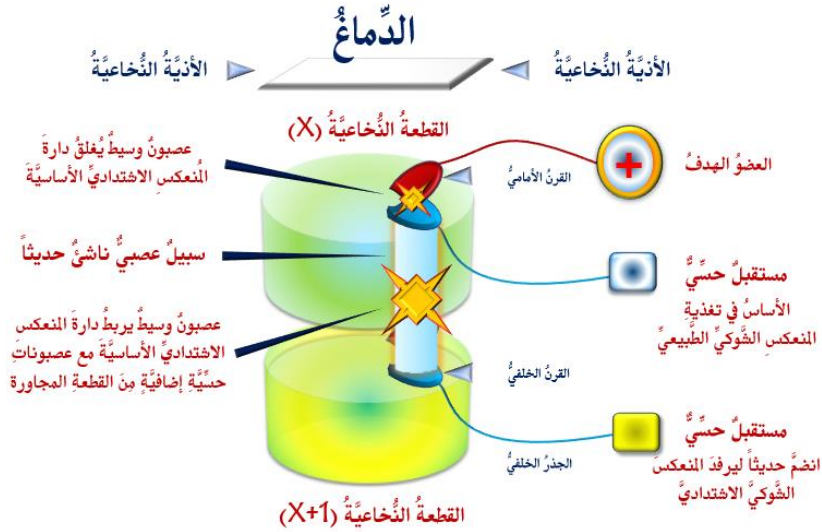 الدِّماغُ
الأذيَّةُ النُّخاعيَّةُ
الأذيَّةُ النُّخاعيَّةُ
القطعةُ النُّخاعيَّةُ (X)
العضوُ الهدفُ
القرنُ الأماميُّ
عصبونٌ وسيطٌ يُغلقُ دارةَ
المُنعكسِ الاشتداديِّ الأساسيَّةَ
سبيلٌ عصبيٌّ ناشئٌ حديثاً
مستقبلٌ حسِّيٌّ
الأساسُ في تغذيةِ
المنعكسِ الشَّوكيِّ الطَّبيعيِّ
عصبونٌ وسيطٌ يربطُ دارةَ المنعكسِ
الاشتداديِّ الأساسيَّةَ مع عصبوناتٍ
حسِّيَّةٍ إضافيَّةٍ مِنَ القطعةِ المجاورة
القرنُ الخلفيُّ
مستقبلٌ حسِّيٌّ
انضمَّ حديثاً ليرفدَ المنعكسَ
الشَّوكيَّ الاشتداديَّ
الجذرُ الخلفيُّ
القطعةُ النُّخاعيَّةُ (X+1)